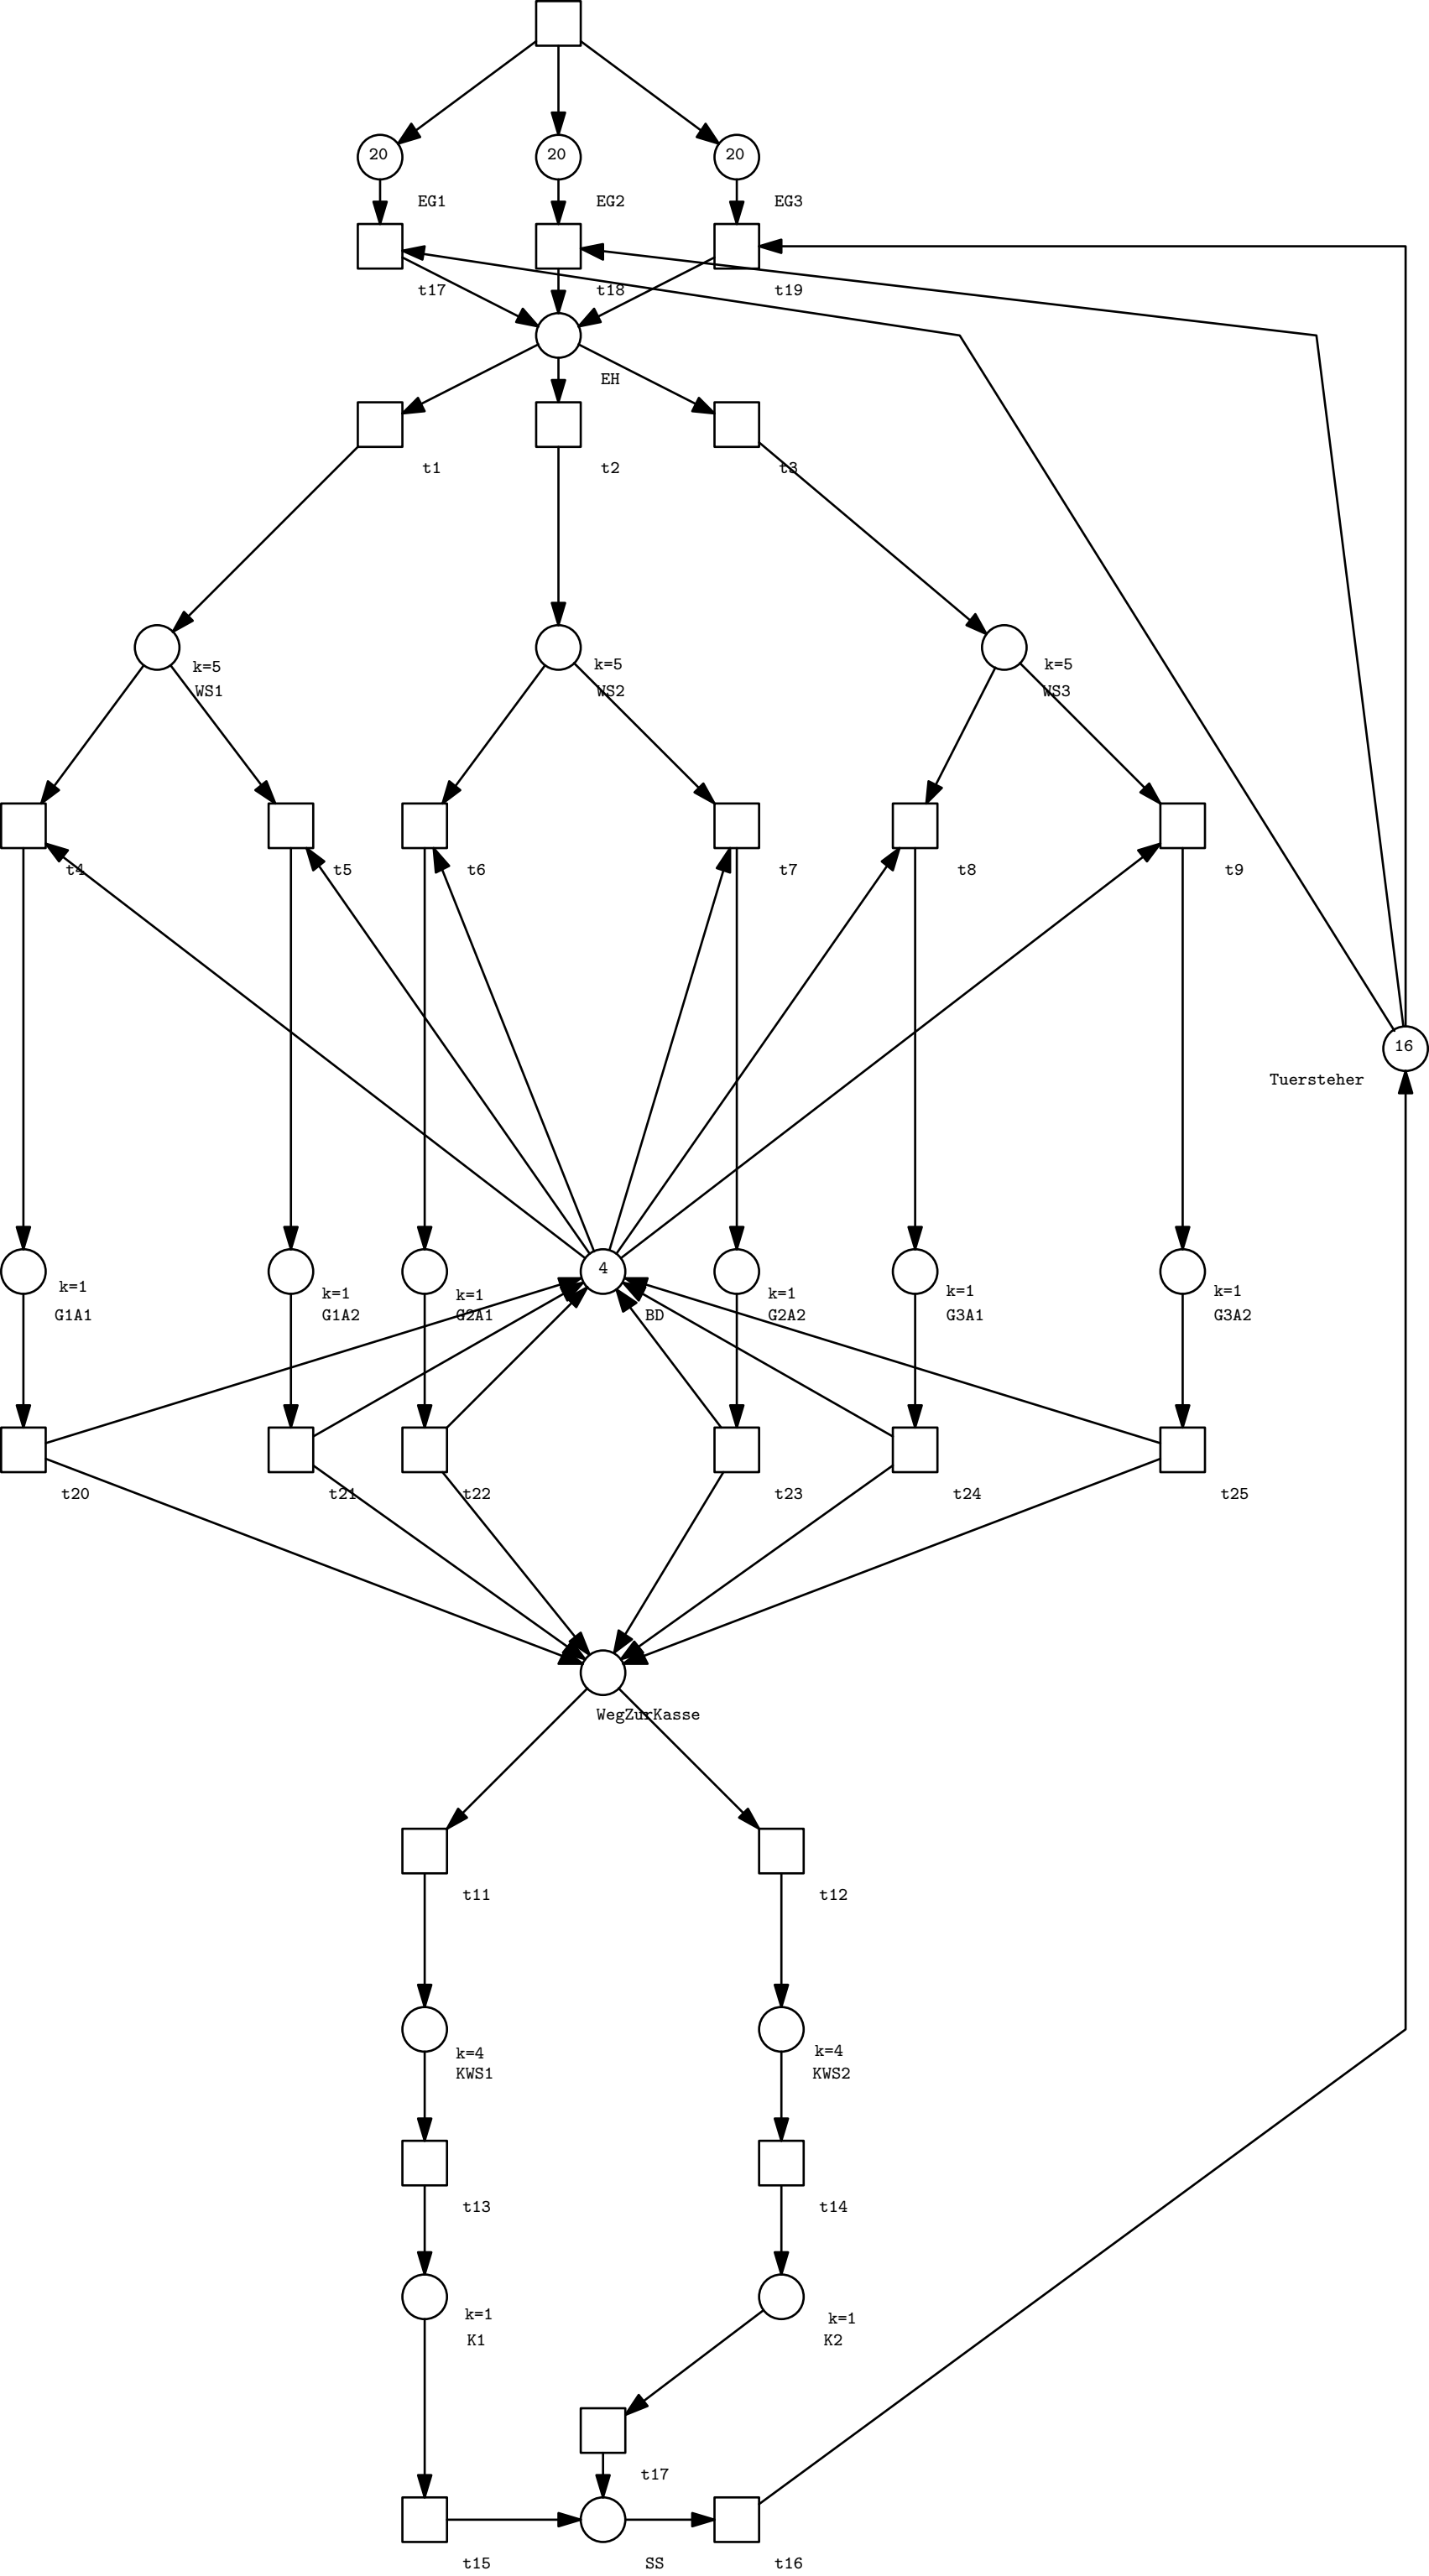 20 20 20
EG1 EG2 EG3
t17 t18 t19
EH
t1 t2 t3
k=5 k=5 k=5
WS1 WS2 WS3
t4 t5 t6 t7 t8 t9
16
Tuersteher
4
k=1 k=1 k=1 k=1 k=1 k=1
G1A1 G1A2 G2A1 BD G2A2 G3A1 G3A2
t20 t21 t22 t23 t24 t25
WegZurKasse
t11 t12
k=4 k=4
KWS1 KWS2
t13 t14
k=1 k=1
K1 K2
t17
t15 SS t16